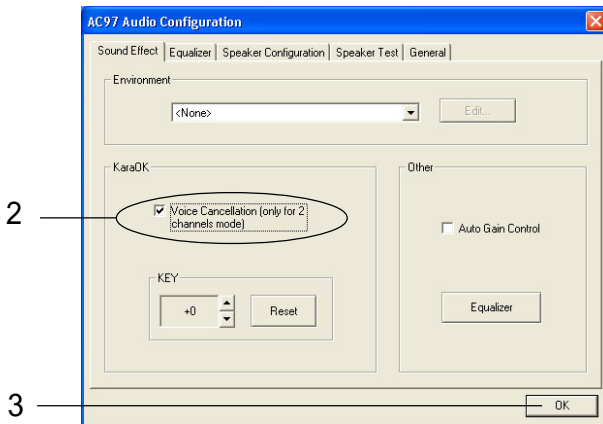 AC97 Audio Configuration
Sound Effect Equalizer Speaker Configuration Speaker Test General
Environment
<None>
Edit...
KaraOK
Other
2
Voice Cancellation (only for 2
channels mode)
Auto Gain Control
KEY
+0
Reset
Equalizer
3
OK